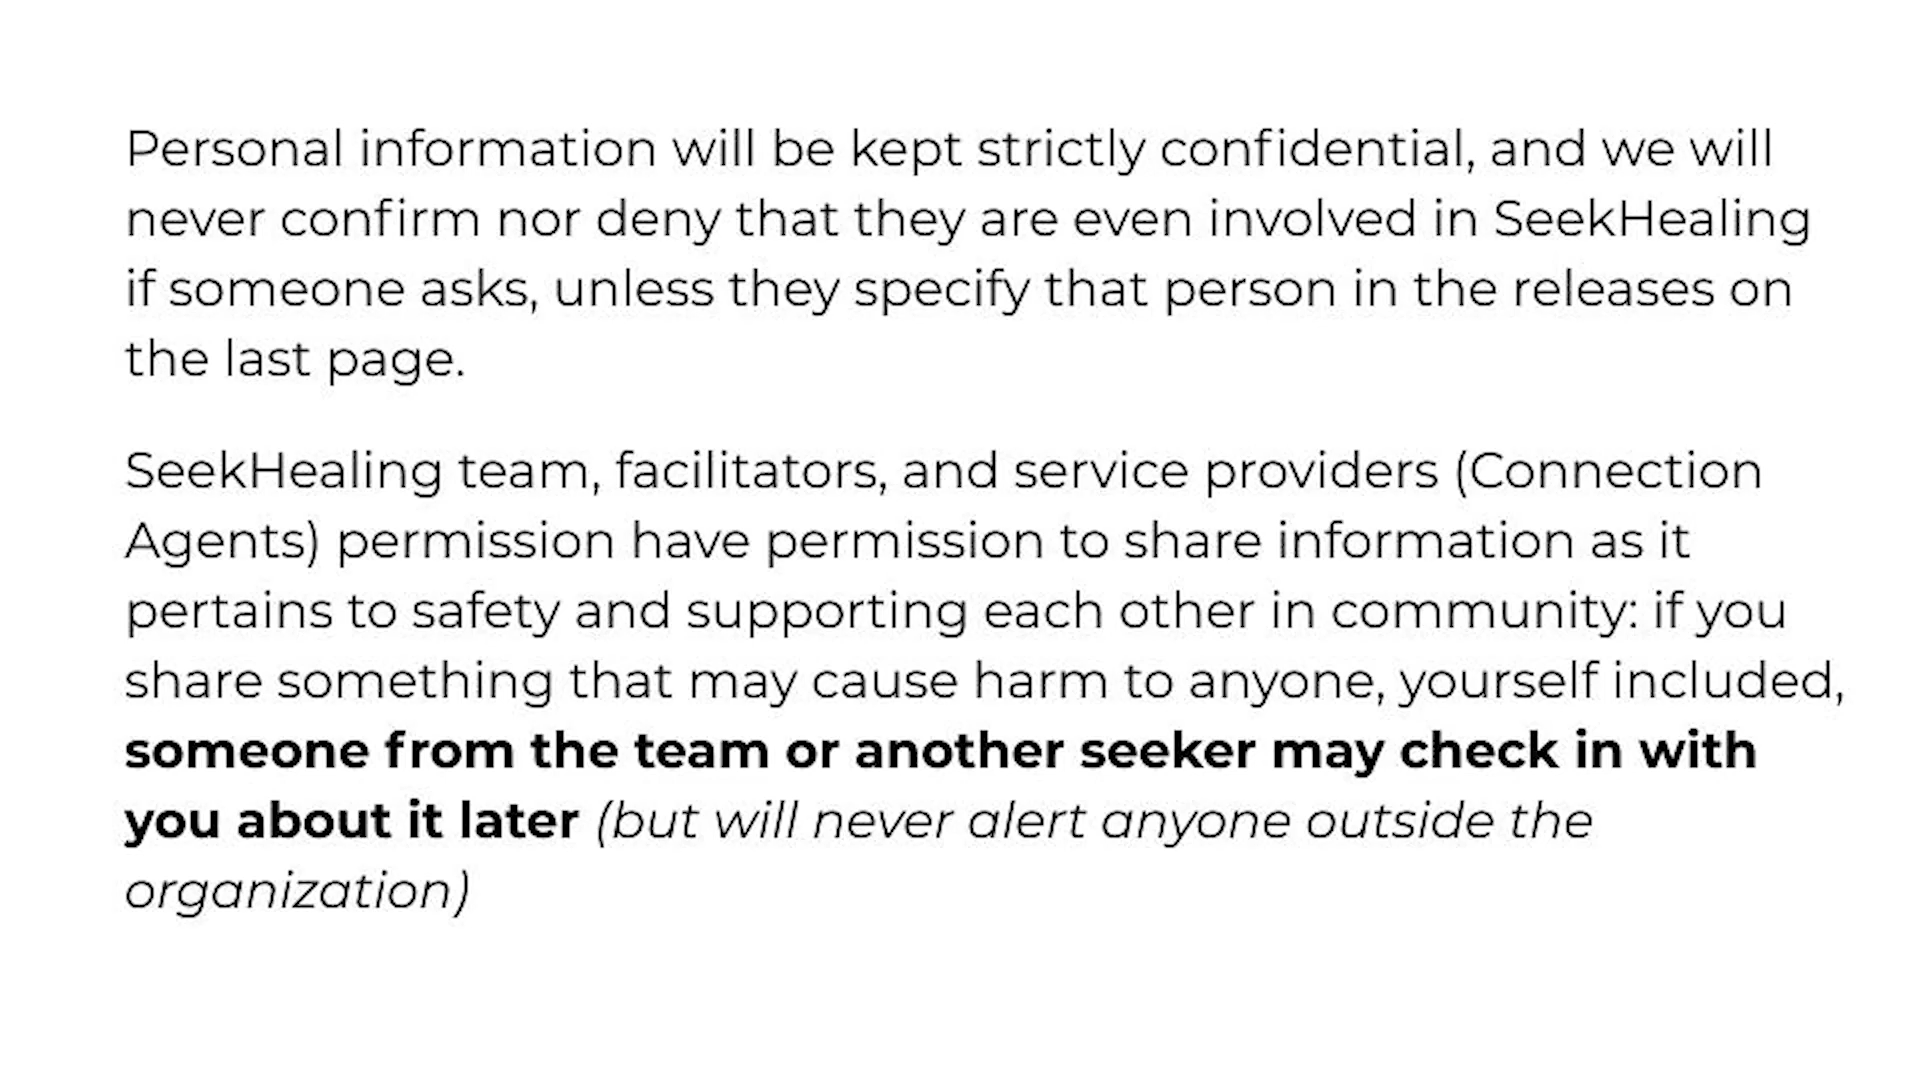 Personal information will be kept strictly confidential, and we will
never confirm nor deny that they are even involved in SeekHealing
if someone asks, unless they specify that person in the releases on
the last page.
SeekHealing team, facilitators, and service providers (Connection
Agents) permission have permission to share information as it
pertains to safety and supporting each other in community: if you
share something that may cause harm to anyone, yourself included,
someone from the team or another seeker may check in with
you about it later (but will never alert anyone outside the
organization)